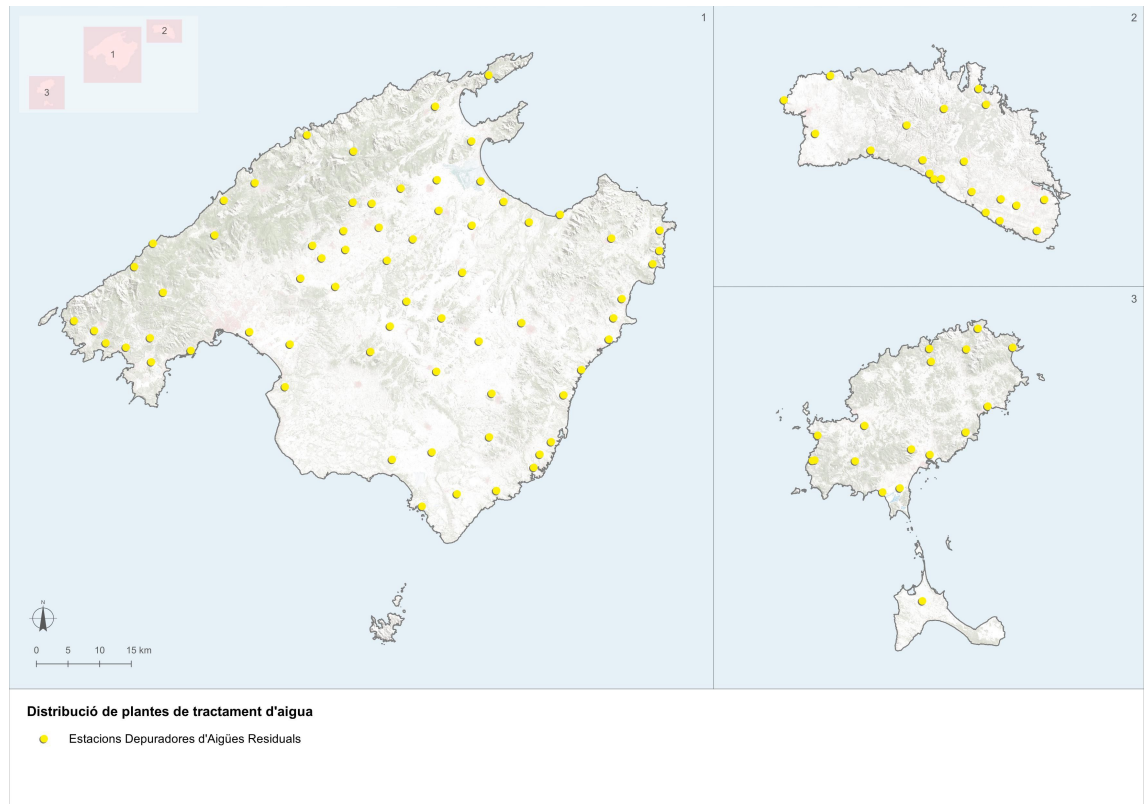 1
2
3
1
2
3
N
0 5 10 15 km
Distribució de plantes de tractament d'aigua
Estacions Depuradores d'Aigües Residuals